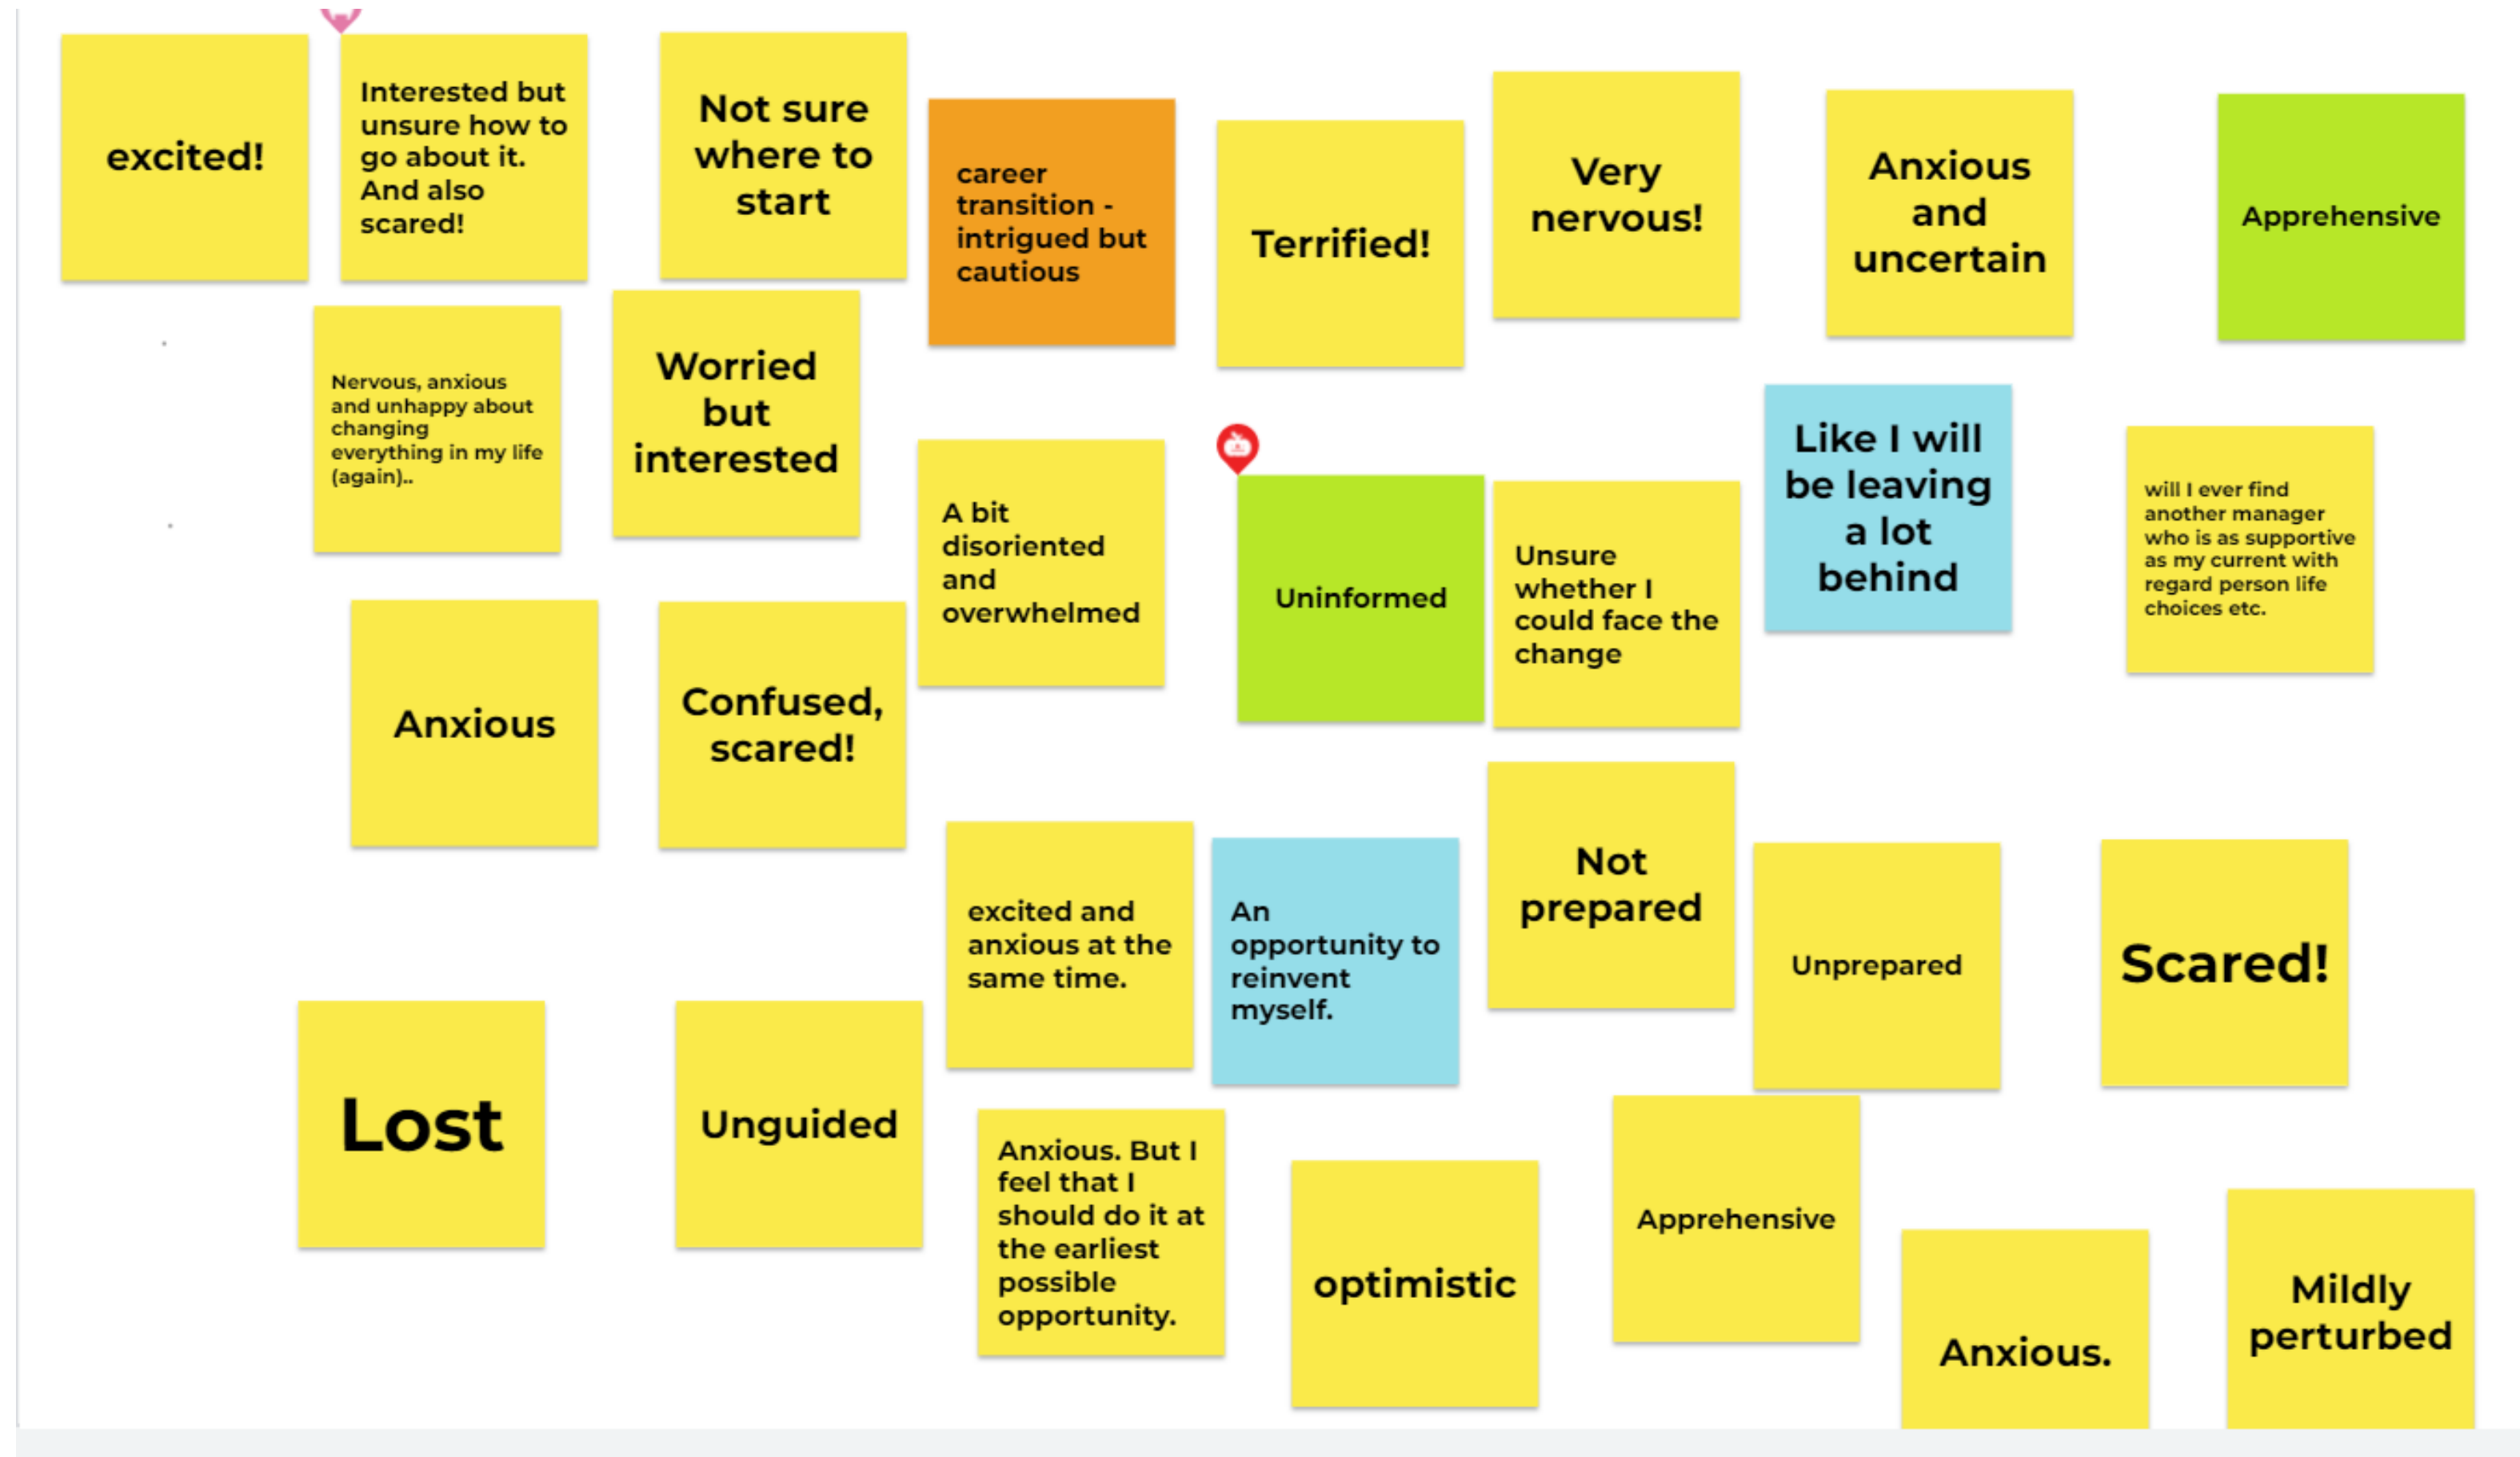 excited!
Interested but
unsure how to
go about it.
And also
scared!
Not sure
where to
start
career
transition -
intrigued but
cautious
Terrified!
Very
nervous!
Anxious
and
uncertain
Apprehensive
Nervous, anxious
and unhappy about
changing
everything in my life
(again)..
Worried
but
interested
A bit
disoriented
and
overwhelmed
Uninformed
Unsure
whether I
could face the
change
Like I will
be leaving
a lot
behind
will I ever find
another manager
who is as supportive
as my current with
regard person life
choices etc.
Anxious
Confused,
scared!
excited and
anxious at the
same time.
An
opportunity to
reinvent
myself.
Not
prepared
Unprepared
Scared!
Lost
Unguided
Anxious. But I
feel that I
should do it at
the earliest
possible
opportunity.
optimistic
Apprehensive
Anxious.
Mildly
perturbed